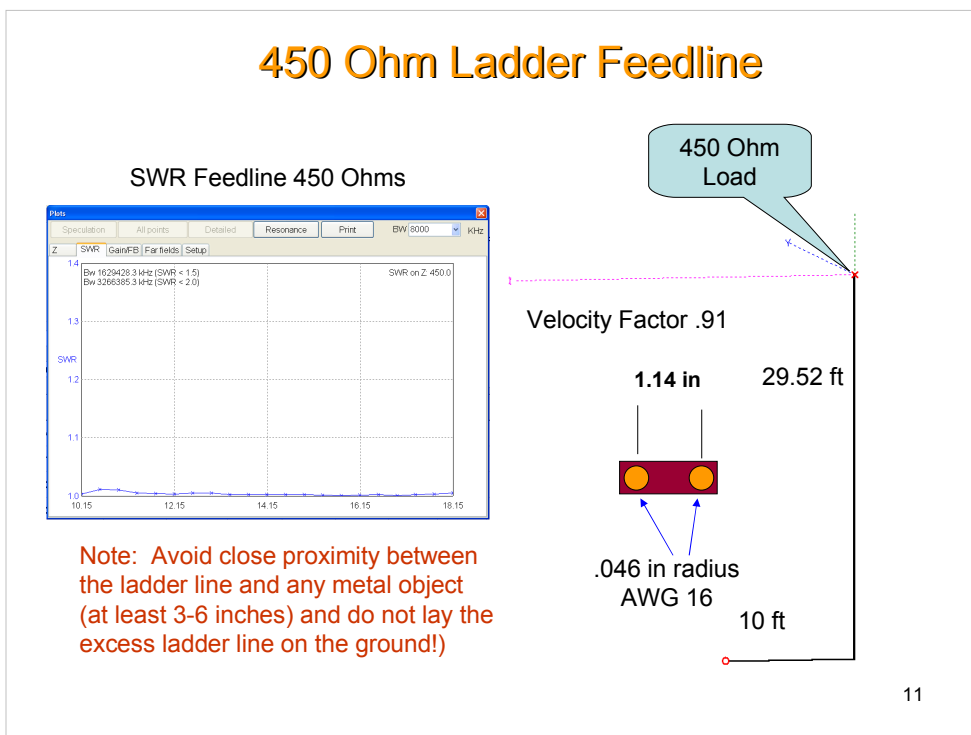 450 Ohm Ladder Feedline
SWR Feedline 450 Ohms
Plots
Speculation
All points
Detailed
Resonance
Print
BW 8000 KHz
Z
SWR
Gain/FB
Far fields
Setup
Bw 1629428.3 kHz (SWR < 1.5)
Bw 3266385.3 kHz (SWR < 2.0)
SWR on Z: 450.0
1.4
1.3
SWR
1.2
1.1
1.0
10.15
12.15
14.15
16.15
18.15
Note: Avoid close proximity between
the ladder line and any metal object
(at least 3-6 inches) and do not lay the
excess ladder line on the ground!)
450 Ohm
Load
Y
Velocity Factor .91
1.14 in
29.52 ft
.046 in radius
AWG 16
10 ft
11